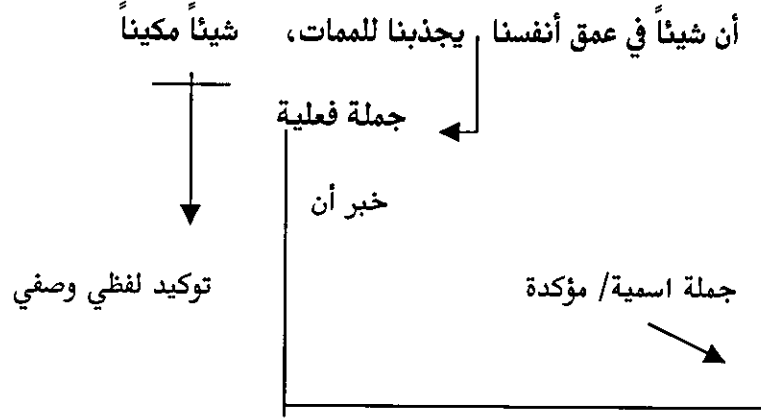 أن شيئاً في عمق أنفسنا يجذبنا للممات، شيئاً مكيناً
جملة فعلية
خبر أن
جملة اسمية/ مؤكدة
توكيد لفظي وصفي